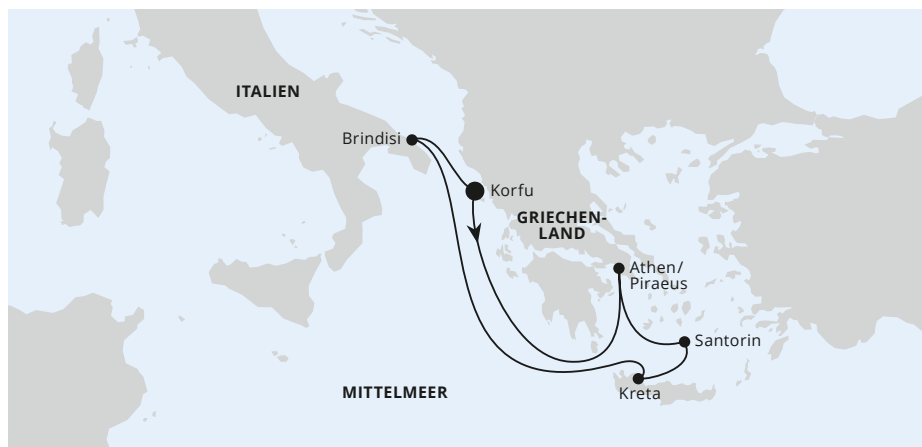 ITALIEN
Brindisi
Korfu
GRIECHEN-
LAND
Athen/
Piraeus
Santorin
Kreta
MITTELMEER